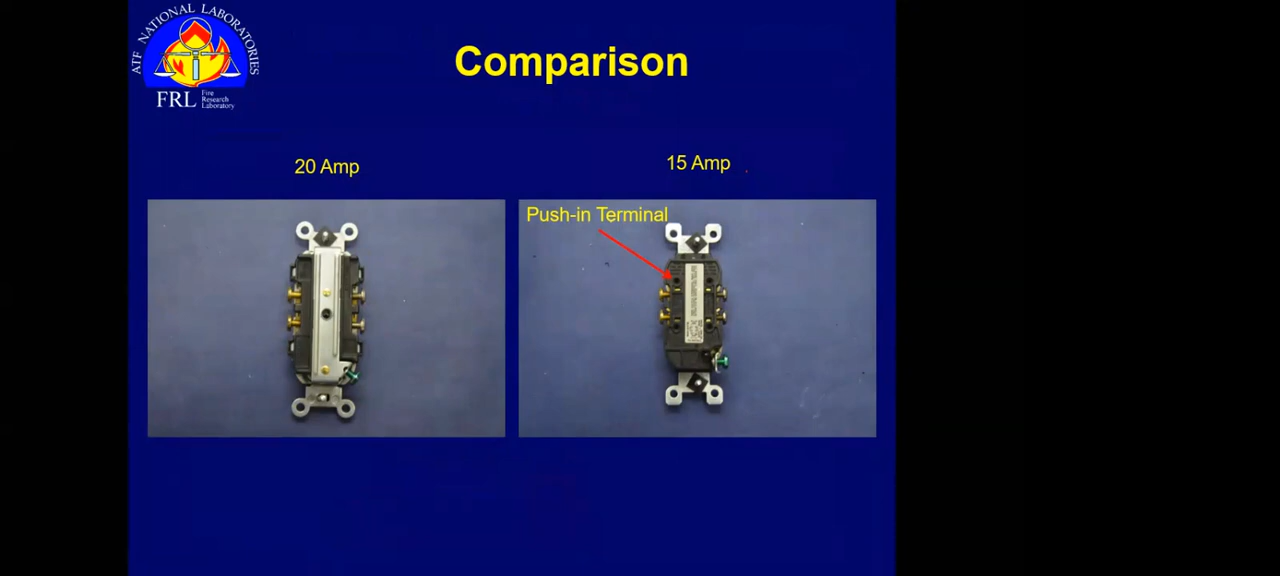 ATF NATIONAL LABORATORIES
FRL Fire
Research
Laboratory
Comparison
20 Amp
15 Amp
Push-in Terminal